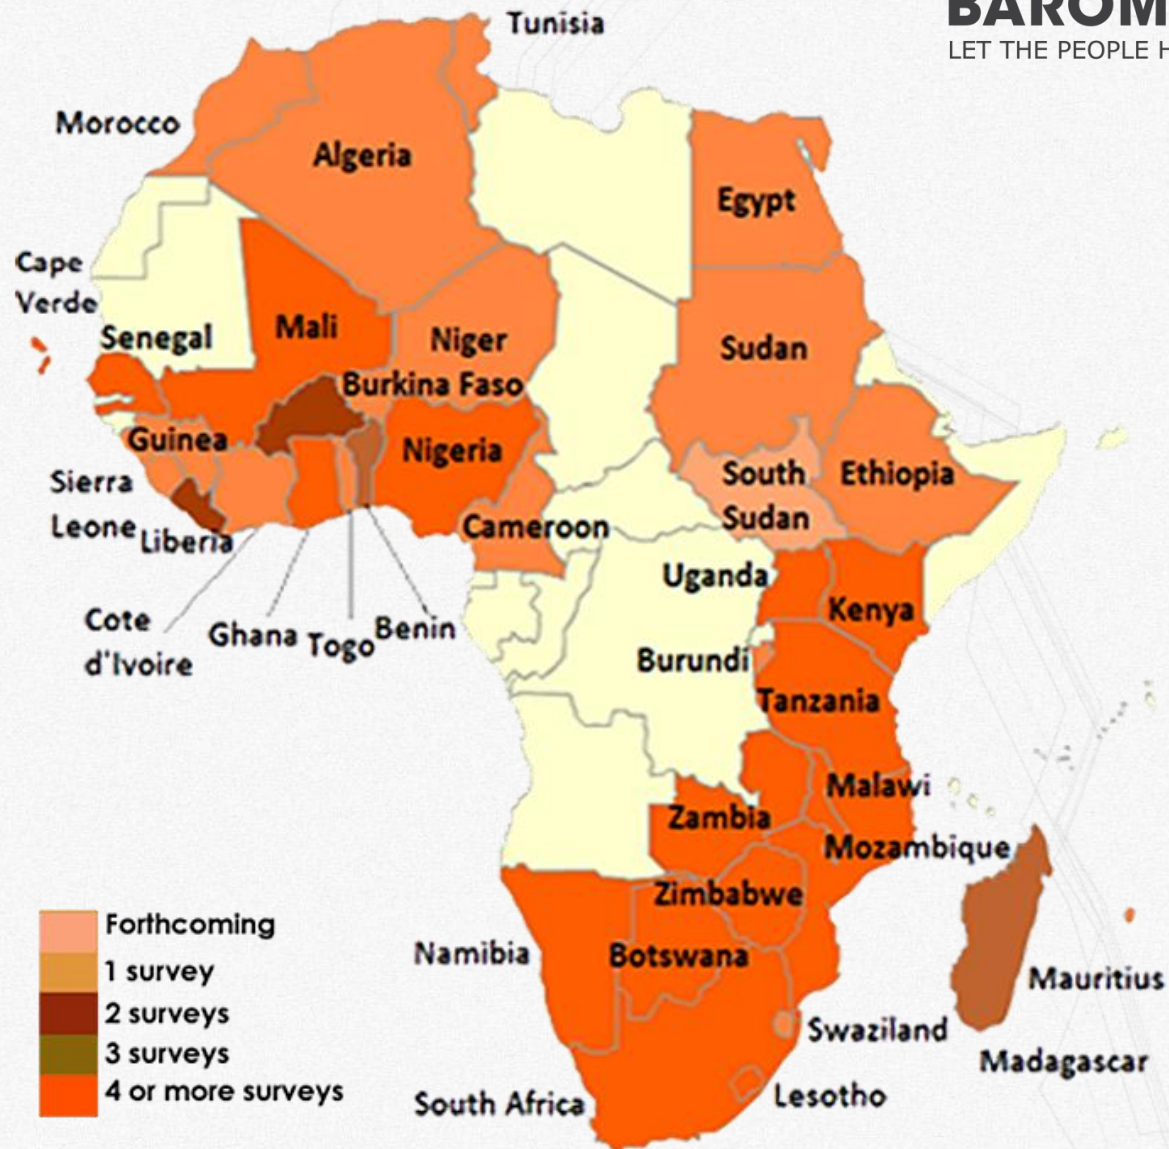 BAROM
LET THE PEOPLE H
Tunisia
Morocco
Algeria
Egypt
Cape
Verde
Senegal
Mali
Niger
Sudan
Burkina Faso
Guinea
Nigeria
Sierra
Leone
Liberia
South
Sudan
Ethiopia
Cameroon
Uganda
Kenya
Cote
d'Ivoire
Ghana
Togo
Benin
Burundi
Tanzania
Malawi
Zambia
Mozambique
Zimbabwe
Namibia
Botswana
Mauritius
Swaziland
Madagascar
South Africa
Lesotho
Forthcoming
1 survey
2 surveys
3 surveys
4 or more surveys